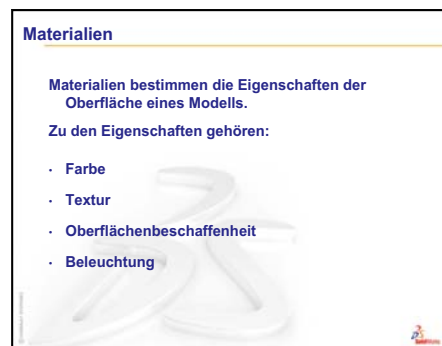 Materialien
Materialien bestimmen die Eigenschaften der
Oberfläche eines Modells.
Zu den Eigenschaften gehören:
· Farbe
· Textur
· Oberflächenbeschaffenheit
· Beleuchtung